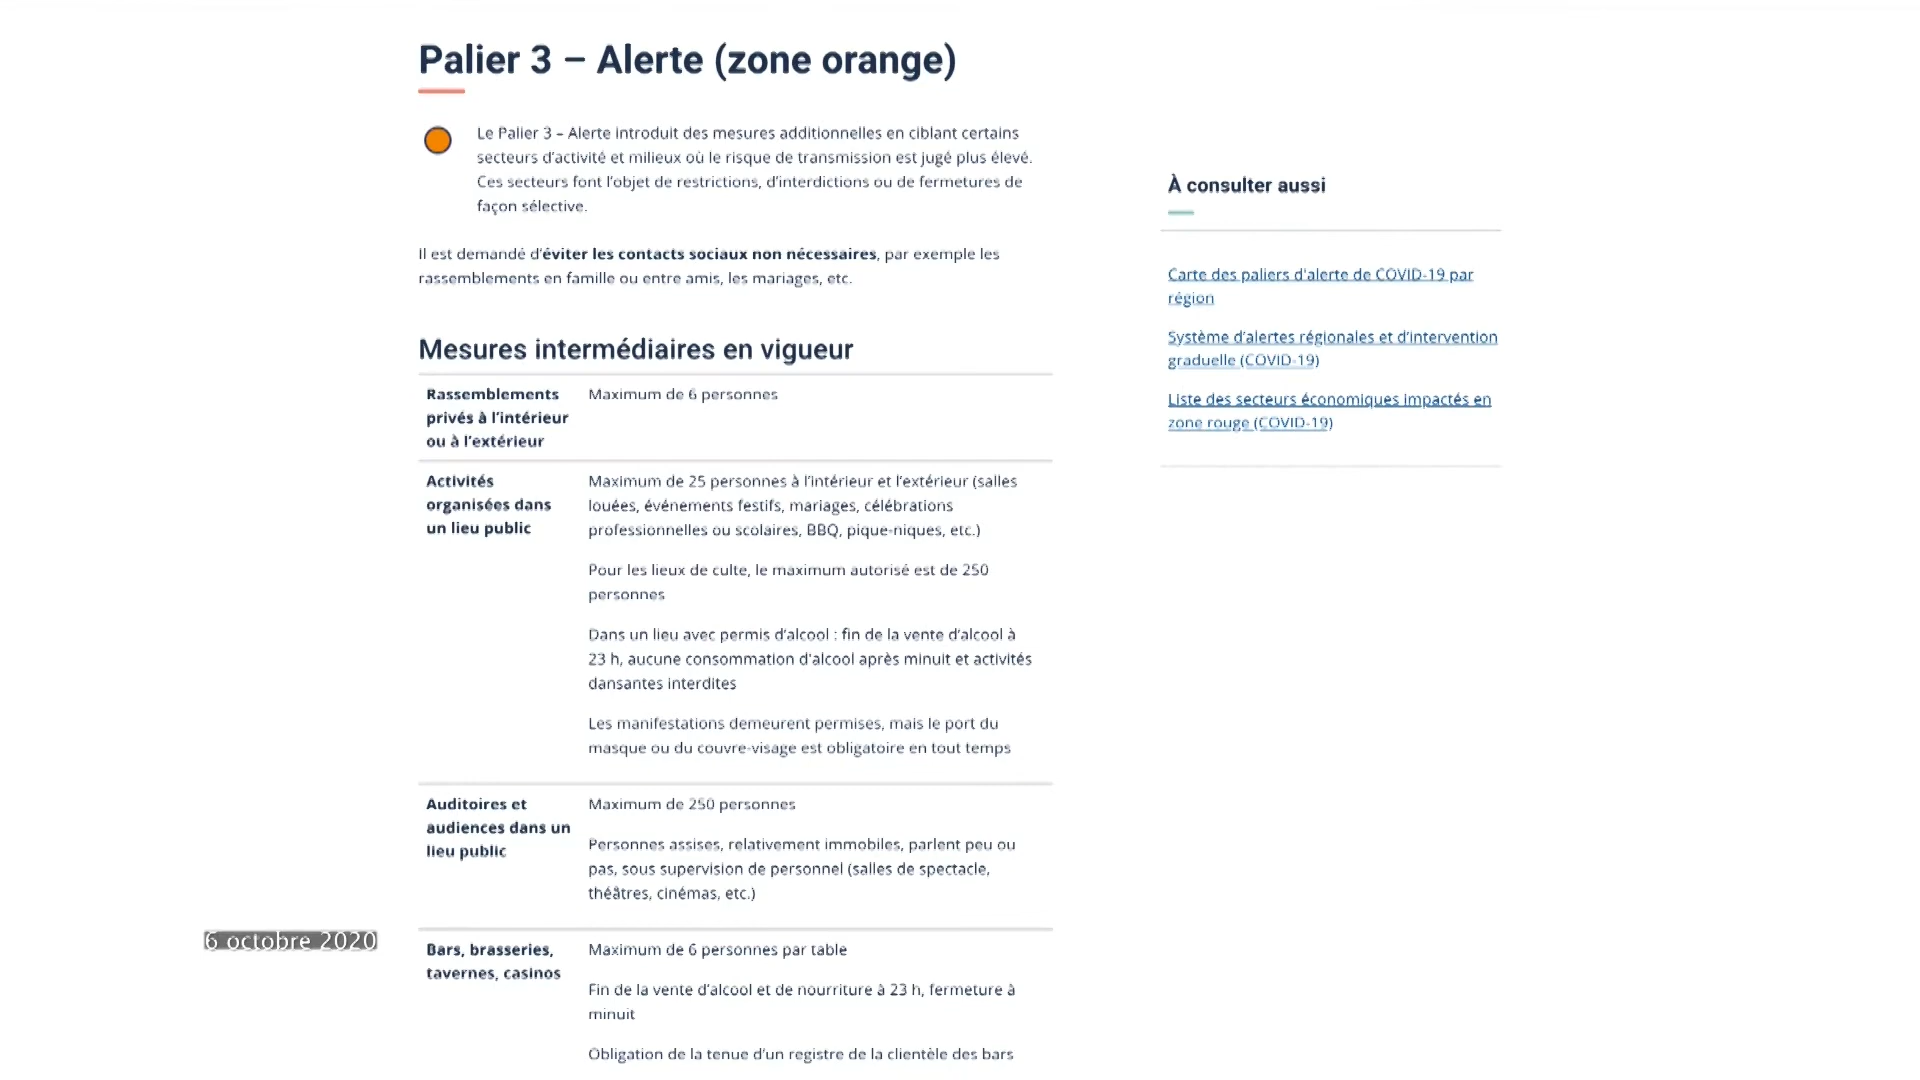 Palier 3 – Alerte (zone orange)
Le Palier 3 – Alerte introduit des mesures additionnelles en ciblant certains
secteurs d'activité et milieux où le risque de transmission est jugé plus élevé.
Ces secteurs font l'objet de restrictions, d'interdictions ou de fermetures de
façon sélective.
Il est demandé d'éviter les contacts sociaux non nécessaires, par exemple les
rassemblements en famille ou entre amis, les mariages, etc.
Mesures intermédiaires en vigueur
Rassemblements
privés à l'intérieur
ou à l'extérieur
Maximum de 6 personnes
Activités
organisées dans
un lieu public
Maximum de 25 personnes à l'intérieur et l'extérieur (salles
louées, événements festifs, mariages, célébrations
professionnelles ou scolaires, BBQ, pique-niques, etc.)
Pour les lieux de culte, le maximum autorisé est de 250
personnes
Dans un lieu avec permis d'alcool : fin de la vente d'alcool à
23 h, aucune consommation d'alcool après minuit et activités
dansantes interdites
Les manifestations demeurent permises, mais le port du
masque ou du couvre-visage est obligatoire en tout temps
Auditoires et
audiences dans un
lieu public
Maximum de 250 personnes
Personnes assises, relativement immobiles, parlent peu ou
pas, sous supervision de personnel (salles de spectacle,
théâtres, cinémas, etc.)
Bars, brasseries,
tavernes, casinos
Maximum de 6 personnes par table
Fin de la vente d'alcool et de nourriture à 23 h, fermeture à
minuit
Obligation de la tenue d'un registre de la clientèle des bars
À consulter aussi
Carte des paliers d'alerte de COVID-19 par
région
Système d'alertes régionales et d'intervention
graduelle (COVID-19)
Liste des secteurs économiques impactés en
zone rouge (COVID-19)
6 octobre 2020